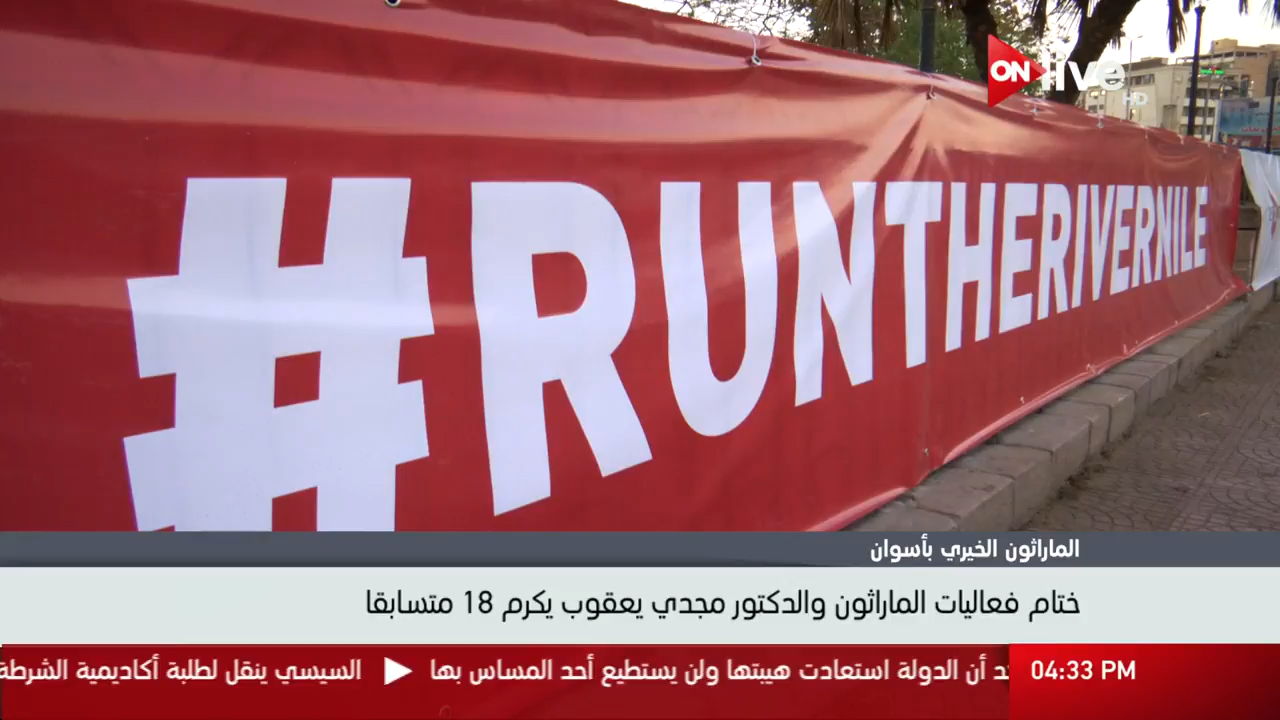 ON live
HD
#RUNTHERIVERNILE
الماراثون الخيري بأسوان
ختام فعاليات الماراثون والدكتور مجدي يعقوب يكرم 18 متسابقا
أن الدولة استعادت هيبتها ولن يستطيع أحد المساس بها ◀ السيسي ينقل لطلبة أكاديمية الشرطة
04:33 PM